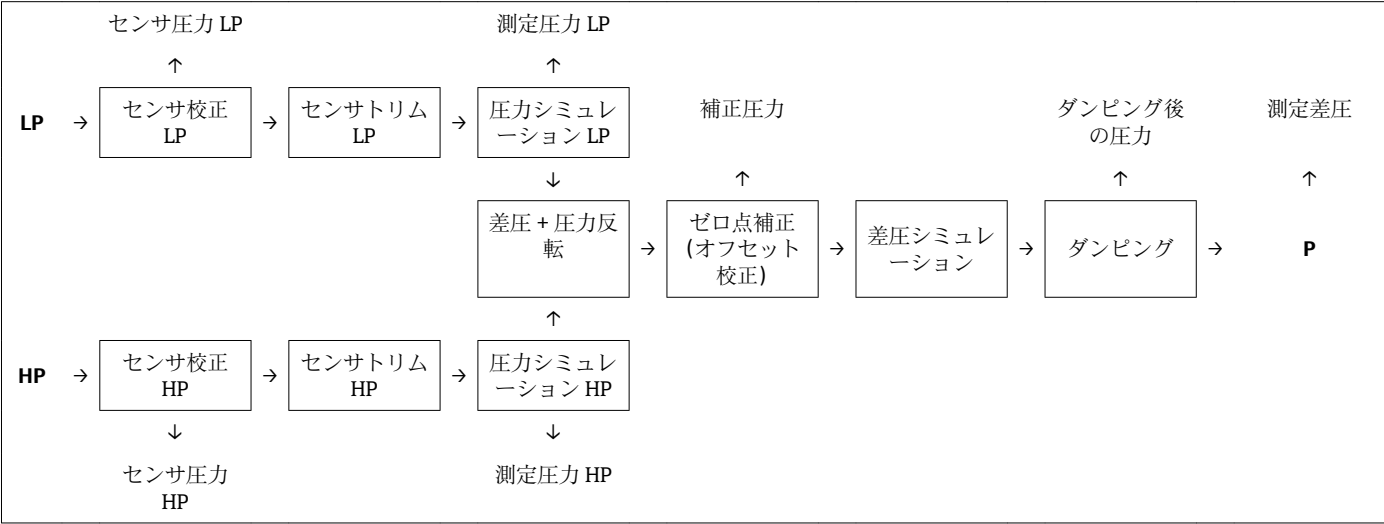 センサ圧力 LP
測定圧力 LP
↑
↑
LP → センサ校正 → センサトリム → 圧力シミュレ
LP
LP
ーション LP
補正圧力
ダンピング後
の圧力
測定差圧
↓
↑
↑
↑
差圧 + 圧力反
転
→
ゼロ点補正
(オフセット
校正)
→
差圧シミュレ
ーション
→
ダンピング
→
P
↑
HP → センサ校正 → センサトリム → 圧力シミュレ
HP
HP
ーション HP
↓
↓
センサ圧力
HP
測定圧力 HP